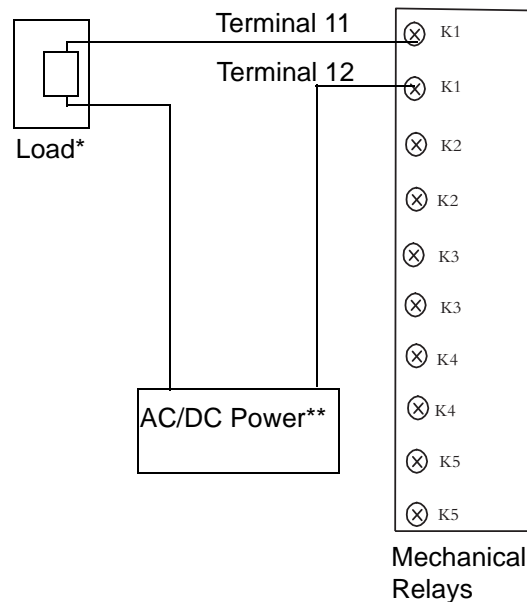 Terminal 11
K1
Terminal 12
K1
Load*
K2
K2
K3
K3
K4
AC/DC Power**
K4
K5
K5
Mechanical
Relays